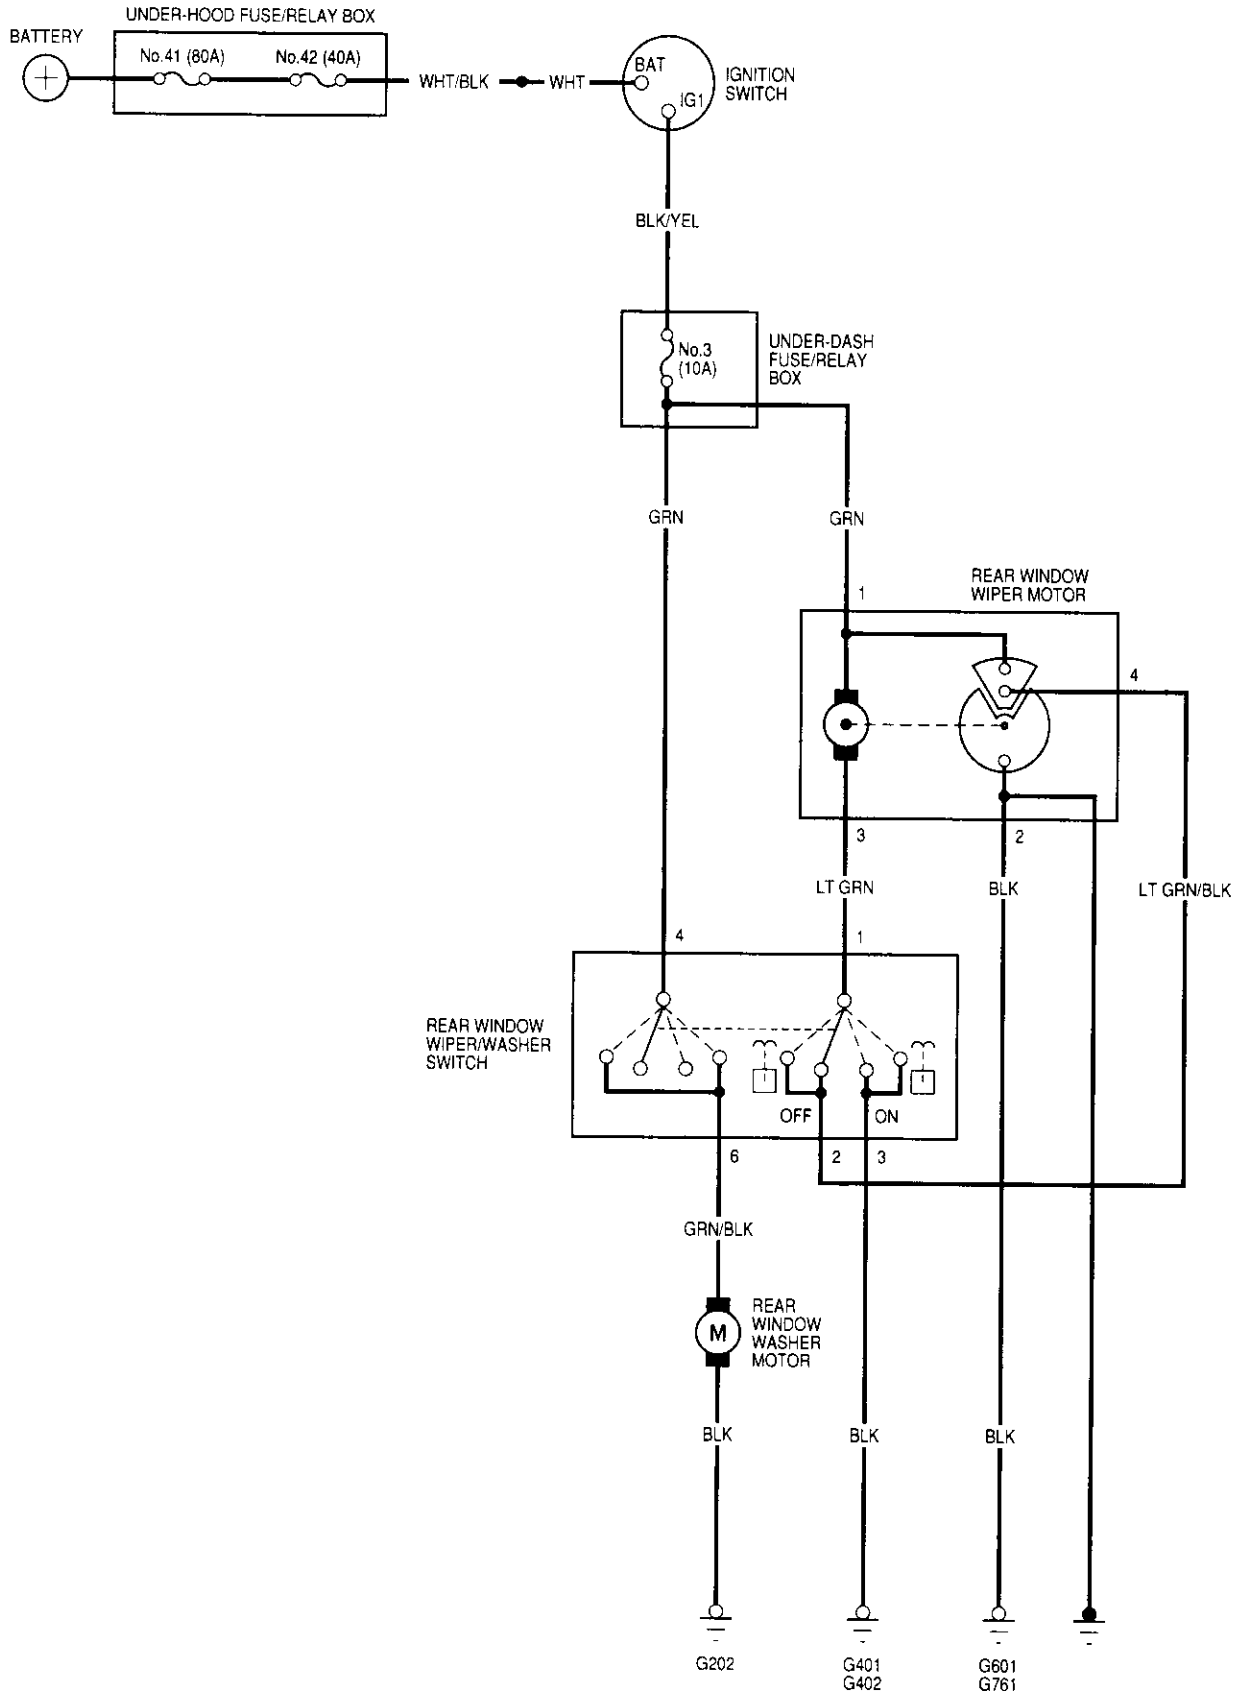 UNDER-HOOD FUSE/RELAY BOX
BATTERY
No.41 (80A)
No.42 (40A)
WHT/BLK
WHT
BAT
IG1
IGNITION
SWITCH
BLK/YEL
No.3
(10A)
UNDER-DASH
FUSE/RELAY
BOX
GRN
GRN
REAR WINDOW
WIPER MOTOR
1
4
3
2
LT GRN
BLK
LT GRN/BLK
4
1
REAR WINDOW
WIPER/WASHER
SWITCH
OFF
ON
6
2
3
GRN/BLK
M
REAR
WINDOW
WASHER
MOTOR
BLK
BLK
BLK
G202
G401
G402
G601
G761